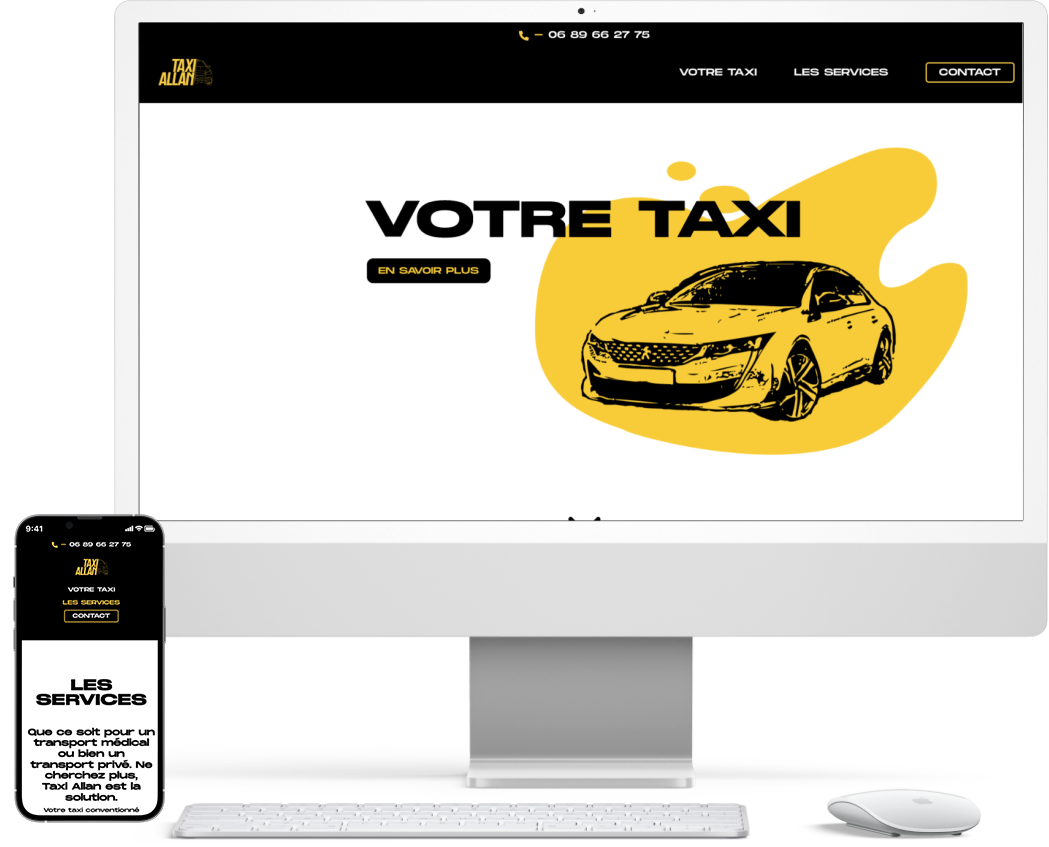 — 06 89 66 27 75
TAXI
ALLAN
VOTRE TAXI
LES SERVICES
CONTACT
VOTRE TAXI
EN SAVOIR PLUS
9:41
— 06 89 66 27 75
TAXI
ALLAN
VOTRE TAXI
LES SERVICES
CONTACT
LES
SERVICES
Que ce soit pour un
transport médical
ou bien un
transport privé. Ne
cherchez plus,
Taxi Allan est la
solution.
Votre taxi conventionné